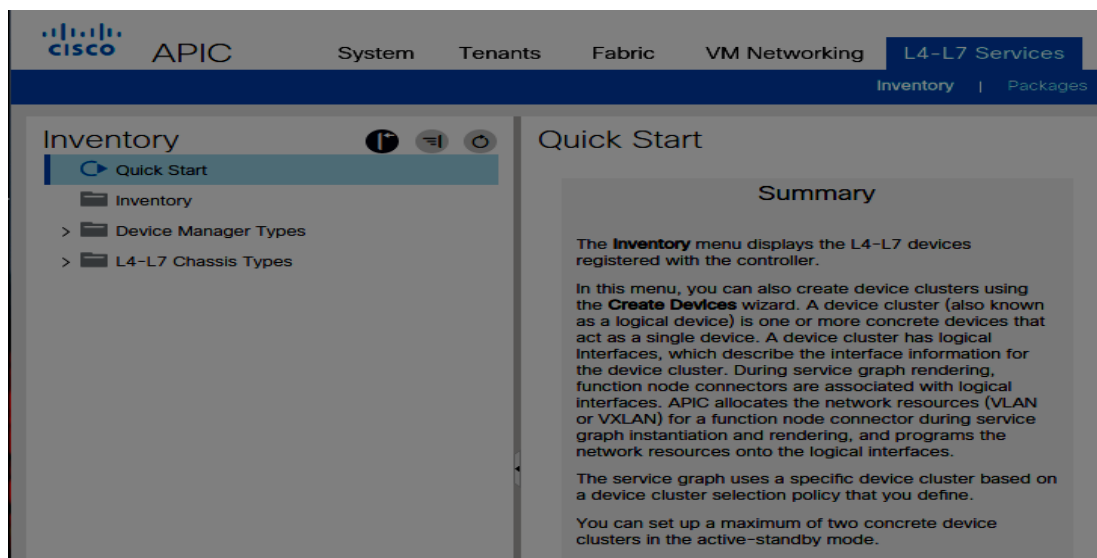 CISCO APIC System Tenants Fabric VM Networking L4-L7 Services
Inventory | Packages
Inventory
Quick Start
Inventory
> Device Manager Types
> L4-L7 Chassis Types
Quick Start
Summary
The Inventory menu displays the L4-L7 devices
registered with the controller.
In this menu, you can also create device clusters using
the Create Devices wizard. A device cluster (also known
as a logical device) is one or more concrete devices that
act as a single device. A device cluster has logical
Interfaces, which describe the interface information for
the device cluster. During service graph rendering,
function node connectors are associated with logical
interfaces. APIC allocates the network resources (VLAN
or VXLAN) for a function node connector during service
graph instantiation and rendering, and programs the
network resources onto the logical interfaces.
The service graph uses a specific device cluster based on
a device cluster selection policy that you define.
You can set up a maximum of two concrete device
clusters in the active-standby mode.